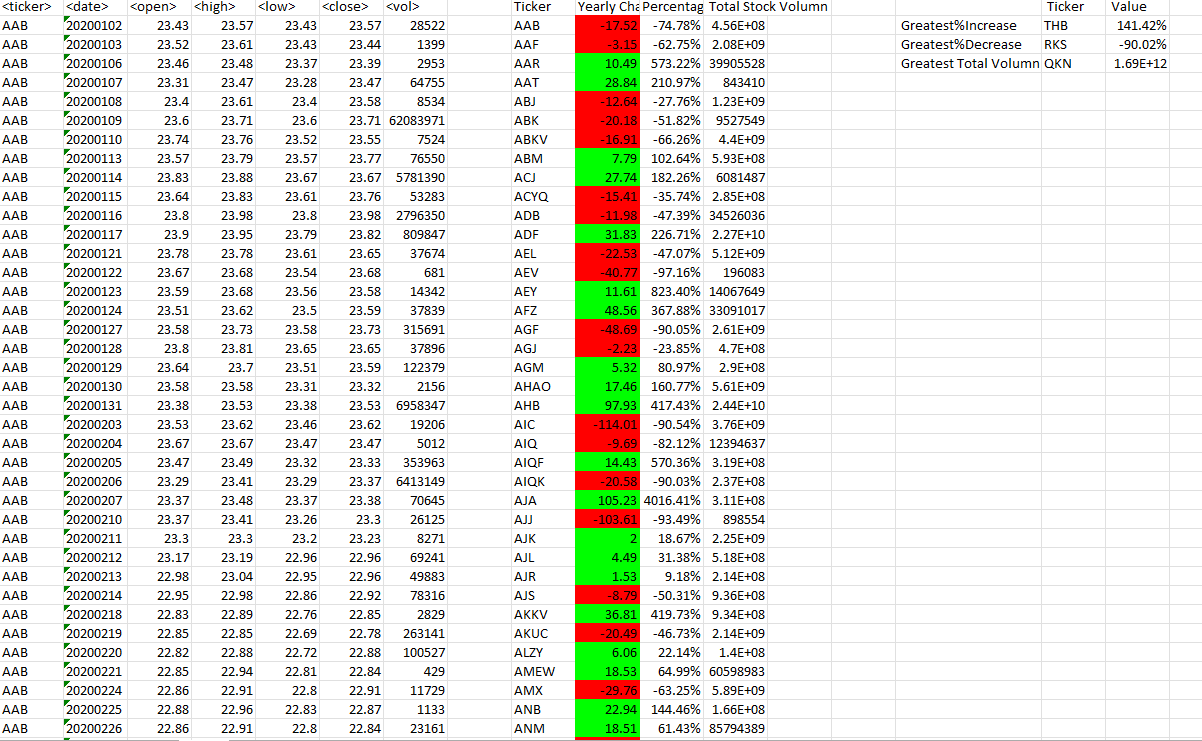 <ticker> <date> <open> <high> <low> <close> <vol> Ticker Yearly Cha Percentag Total Stock Volumn Ticker Value
AAB 20200102 23.43 23.57 23.43 23.57 28522 AAB -17.52 -74.78% 4.56E+08 Greatest%Increase THB 141.42%
AAB 20200103 23.52 23.61 23.43 23.44 1399 AAF -3.15 -62.75% 2.08E+09 Greatest%Decrease RKS -90.02%
AAB 20200106 23.46 23.48 23.37 23.39 2953 AAR 10.49 573.22% 39905528 Greatest Total Volumn QKN 1.69E+12
AAB 20200107 23.31 23.47 23.28 23.47 64755 AAT 28.84 210.97% 843410
AAB 20200108 23.4 23.61 23.4 23.58 8534 ABJ -12.64 -27.76% 1.23E+09
AAB 20200109 23.6 23.71 23.6 23.71 62083971 ABK -20.18 -51.82% 9527549
AAB 20200110 23.74 23.76 23.52 23.55 7524 ABKV -16.91 -66.26% 4.4E+09
AAB 20200113 23.57 23.79 23.57 23.77 76550 ABM 7.79 102.64% 5.93E+08
AAB 20200114 23.83 23.88 23.67 23.67 5781390 ACJ 27.74 182.26% 6081487
AAB 20200115 23.64 23.83 23.61 23.76 53283 ACYQ -15.41 -35.74% 2.85E+08
AAB 20200116 23.8 23.98 23.8 23.98 2796350 ADB -11.98 -47.39% 34526036
AAB 20200117 23.9 23.95 23.79 23.82 809847 ADF 31.83 226.71% 2.27E+10
AAB 20200121 23.78 23.78 23.61 23.65 37674 AEL -22.53 -47.07% 5.12E+09
AAB 20200122 23.67 23.68 23.54 23.68 681 AEV -40.77 -97.16% 196083
AAB 20200123 23.59 23.68 23.56 23.58 14342 AEY 11.61 823.40% 14067649
AAB 20200124 23.51 23.62 23.5 23.59 37839 AFZ 48.56 367.88% 33091017
AAB 20200127 23.58 23.73 23.58 23.73 315691 AGF -48.69 -90.05% 2.61E+09
AAB 20200128 23.8 23.81 23.65 23.65 37896 AGJ -2.23 -23.85% 4.7E+08
AAB 20200129 23.64 23.7 23.51 23.59 122379 AGM 5.32 80.97% 2.9E+08
AAB 20200130 23.58 23.58 23.31 23.32 2156 AHAO 17.46 160.77% 5.61E+09
AAB 20200131 23.38 23.53 23.38 23.53 6958347 AHB 97.93 417.43% 2.44E+10
AAB 20200203 23.53 23.62 23.46 23.62 19206 AIC -114.01 -90.54% 3.76E+09
AAB 20200204 23.67 23.67 23.47 23.47 5012 AIQ -9.69 -82.12% 12394637
AAB 20200205 23.47 23.49 23.32 23.33 353963 AIQF 14.43 570.36% 3.19E+08
AAB 20200206 23.29 23.41 23.29 23.37 6413149 AIQK -20.58 -90.03% 2.37E+08
AAB 20200207 23.37 23.48 23.37 23.38 70645 AJA 105.23 4016.41% 3.11E+08
AAB 20200210 23.37 23.41 23.26 23.3 26125 AJJ -103.61 -93.49% 898554
AAB 20200211 23.3 23.3 23.2 23.23 8271 AJK 2 18.67% 2.25E+09
AAB 20200212 23.17 23.19 22.96 22.96 69241 AJL 4.49 31.38% 5.18E+08
AAB 20200213 22.98 23.04 22.95 22.96 49883 AJR 1.53 9.18% 2.14E+08
AAB 20200214 22.95 22.98 22.86 22.92 78316 AJS -8.79 -50.31% 9.36E+08
AAB 20200218 22.83 22.89 22.76 22.85 2829 AKKV 36.81 419.73% 9.34E+08
AAB 20200219 22.85 22.85 22.69 22.78 263141 AKUC -20.49 -46.73% 2.14E+09
AAB 20200220 22.82 22.88 22.72 22.88 100527 ALZY 6.06 22.14% 1.4E+08
AAB 20200221 22.85 22.94 22.81 22.84 429 AMEW 18.53 64.99% 60598983
AAB 20200224 22.86 22.91 22.8 22.91 11729 AMX -29.76 -63.25% 5.89E+09
AAB 20200225 22.88 22.96 22.83 22.87 1133 ANB 22.94 144.46% 1.66E+08
AAB 20200226 22.86 22.91 22.8 22.84 23161 ANM 18.51 61.43% 85794389